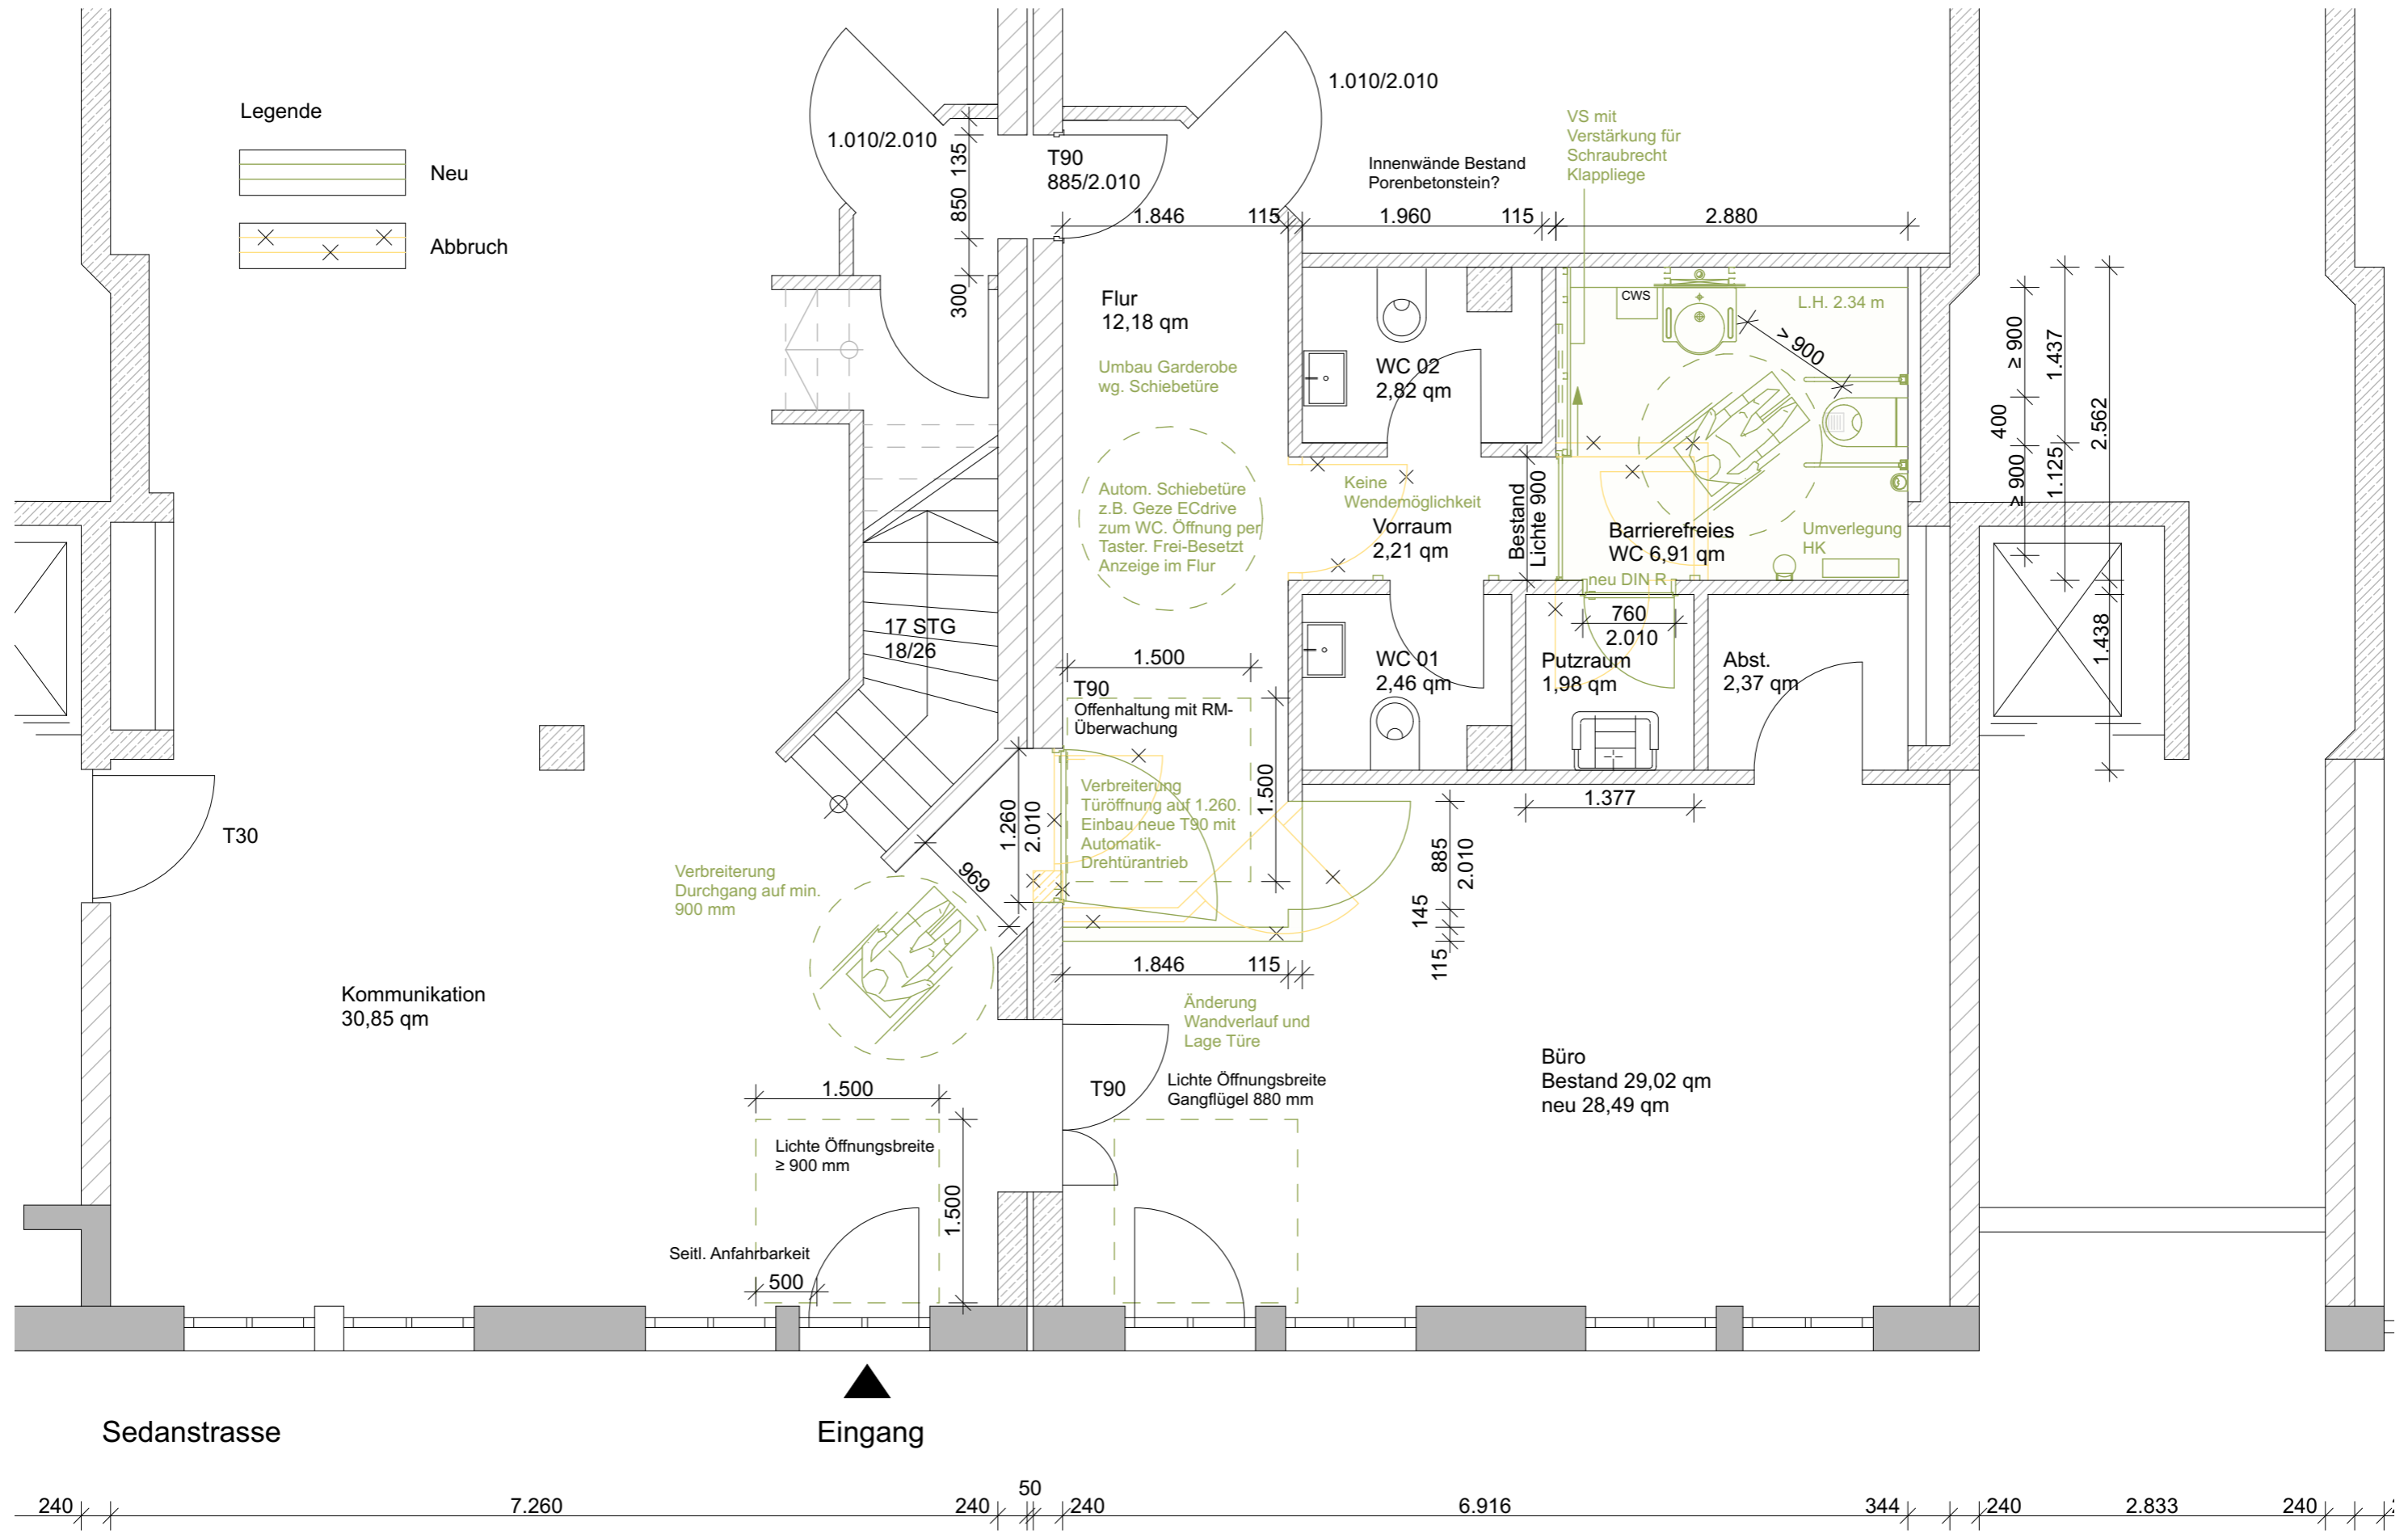 Legende
Neu
Abbruch
1.010/2.010
135
850
300
T90
885/2.010
1.010/2.010
Innenwände Bestand
Porenbetonstein?
VS mit
Verstärkung für
Schraubrecht
Klappliege
1.846
115
1.960
115
2.880
Flur
12,18 qm
Umbau Garderobe
wg. Schiebetüre
Autom. Schiebetüre
z.B. Geze ECdrive
zum WC. Öffnung per
Taster. Frei-Besetzt
Anzeige im Flur
WC 02
2,82 qm
CWS
L.H. 2.34 m
> 900
Keine
Wendemöglichkeit
Vorraum
2,21 qm
Bestand
Lichte 900
Barrierefreies
WC 6,91 qm
Umverlegung
HK
neu DIN R
760
2.010
≥ 900
400
≥ 900
1.437
1.125
2.562
1.438
17 STG
18/26
1.500
T90
Offenhaltung mit RM-
Überwachung
1.500
WC 01
2,46 qm
Putzraum
1,98 qm
Abst.
2,37 qm
1.377
Verbreiterung
Türöffnung auf 1.260.
Einbau neue T90 mit
Automatik-
Drehtürantrieb
1.260
2.010
969
885
2.010
145
115
T30
Verbreiterung
Durchgang auf min.
900 mm
1.846
115
Änderung
Wandverlauf und
Lage Türe
Kommunikation
30,85 qm
Büro
Bestand 29,02 qm
neu 28,49 qm
T90
Lichte Öffnungsbreite
Gangflügel 880 mm
1.500
Lichte Öffnungsbreite
≥ 900 mm
1.500
Seitl. Anfahrbarkeit
500
Sedanstrasse
Eingang
240
7.260
240
50
240
6.916
344
240
2.833
240